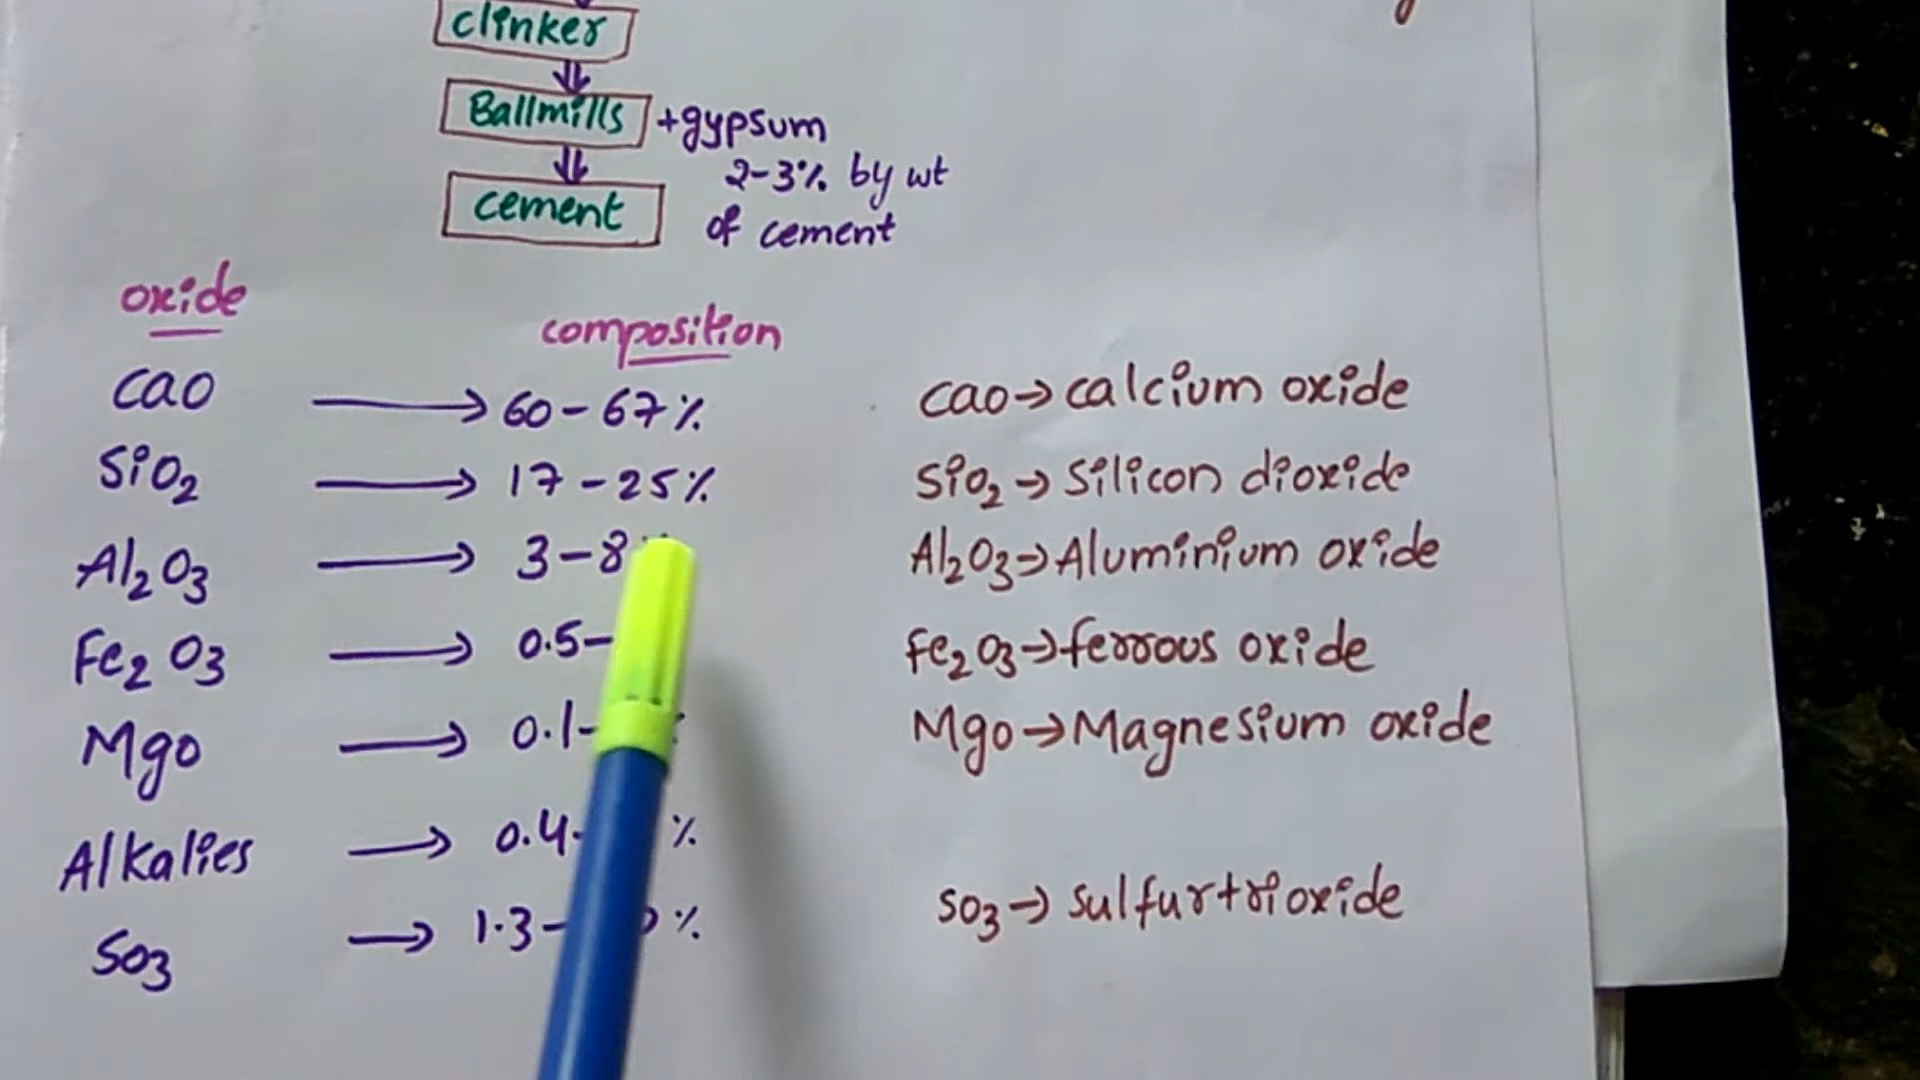 clinker
Ballmills +gypsum
2-3% by wt
cement of cement
oxide composition
cao 60-67% cao→calcium oxide
SiO2 17-25% SiO2→Silicon dioxide
Al2O3 3-8 Al2O3→Aluminium oxide
Fe2O3 0.5- Fe2O3→ferrous oxide
Mgo 0.1- Mgo→Magnesium oxide
Alkalies 0.4- %
SO3 1.3- % SO3→Sulfurtrioxide